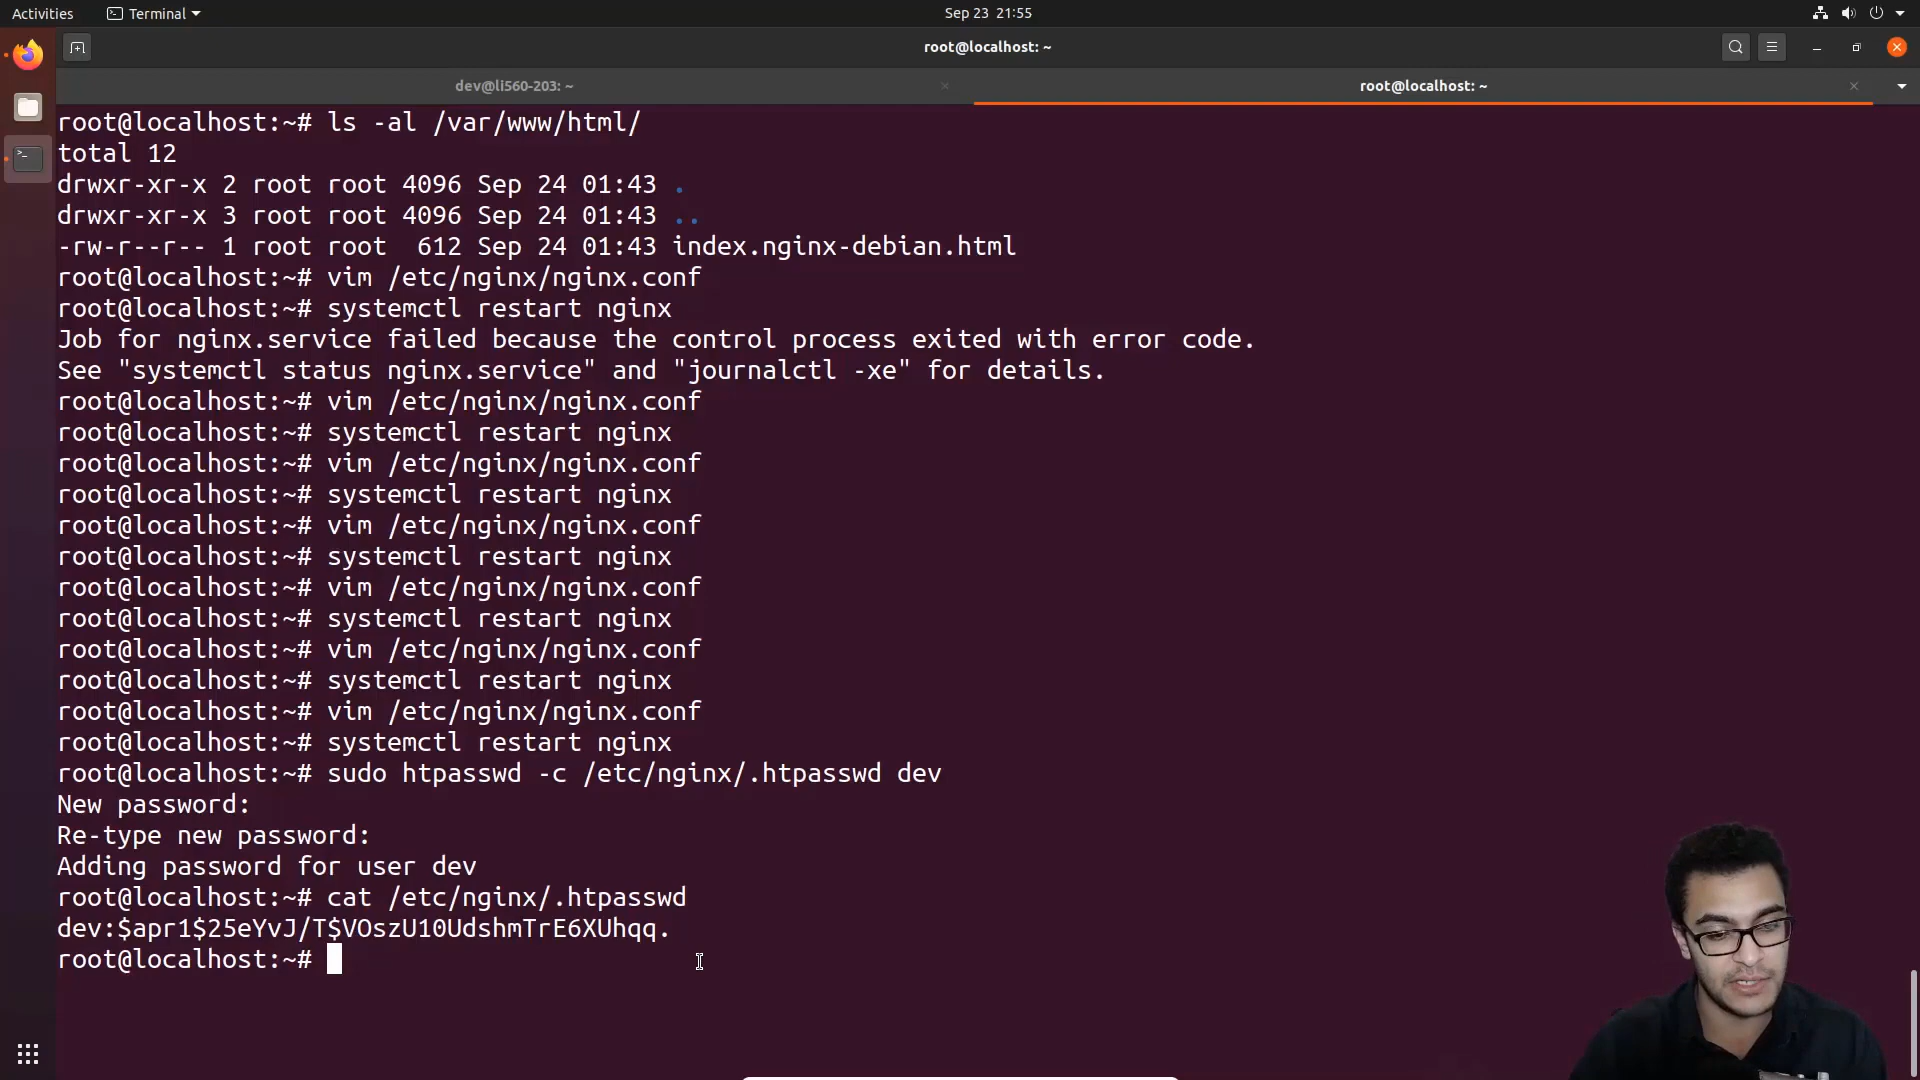 Activities
Terminal
Sep 23 21:55
root@localhost: ~
dev@li560-203: ~
root@localhost: ~
root@localhost:~# ls -al /var/www/html/
total 12
drwxr-xr-x 2 root root 4096 Sep 24 01:43 .
drwxr-xr-x 3 root root 4096 Sep 24 01:43 ..
-rw-r--r-- 1 root root  612 Sep 24 01:43 index.nginx-debian.html
root@localhost:~# vim /etc/nginx/nginx.conf
root@localhost:~# systemctl restart nginx
Job for nginx.service failed because the control process exited with error code.
See "systemctl status nginx.service" and "journalctl -xe" for details.
root@localhost:~# vim /etc/nginx/nginx.conf
root@localhost:~# systemctl restart nginx
root@localhost:~# vim /etc/nginx/nginx.conf
root@localhost:~# systemctl restart nginx
root@localhost:~# vim /etc/nginx/nginx.conf
root@localhost:~# systemctl restart nginx
root@localhost:~# vim /etc/nginx/nginx.conf
root@localhost:~# systemctl restart nginx
root@localhost:~# vim /etc/nginx/nginx.conf
root@localhost:~# systemctl restart nginx
root@localhost:~# vim /etc/nginx/nginx.conf
root@localhost:~# systemctl restart nginx
root@localhost:~# sudo htpasswd -c /etc/nginx/.htpasswd dev
New password:
Re-type new password:
Adding password for user dev
root@localhost:~# cat /etc/nginx/.htpasswd
dev:$apr1$25eYvJ/T$VOszU10UdshmTrE6XUhqq.
root@localhost:~#